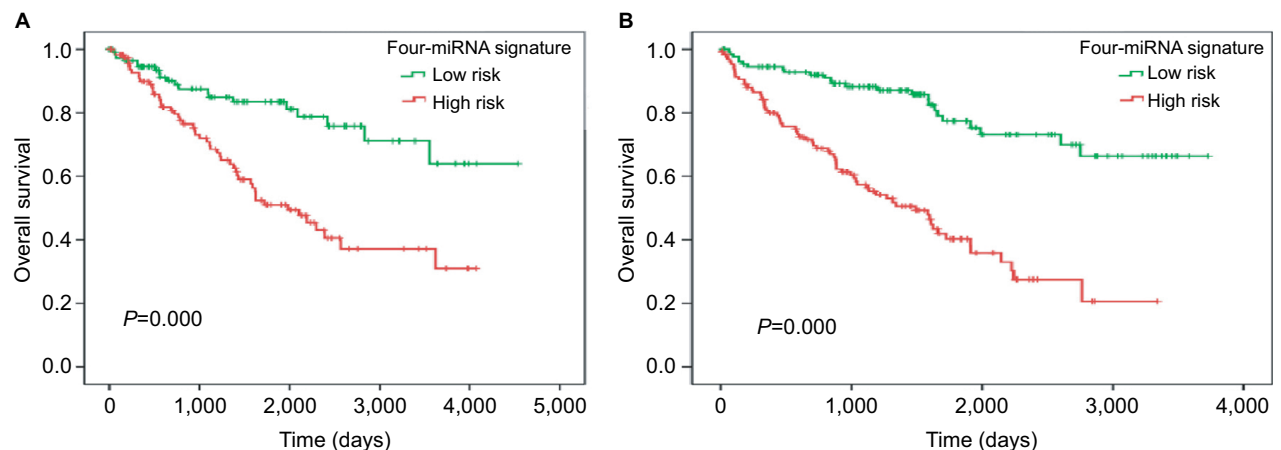 A
Four-miRNA signature
Low risk
High risk
1.0
0.8
0.6
0.4
0.2
0.0
Overall survival
P=0.000
0 1,000 2,000 3,000 4,000 5,000
Time (days)
B
Four-miRNA signature
Low risk
High risk
1.0
0.8
0.6
0.4
0.2
0.0
Overall survival
P=0.000
0 1,000 2,000 3,000 4,000
Time (days)